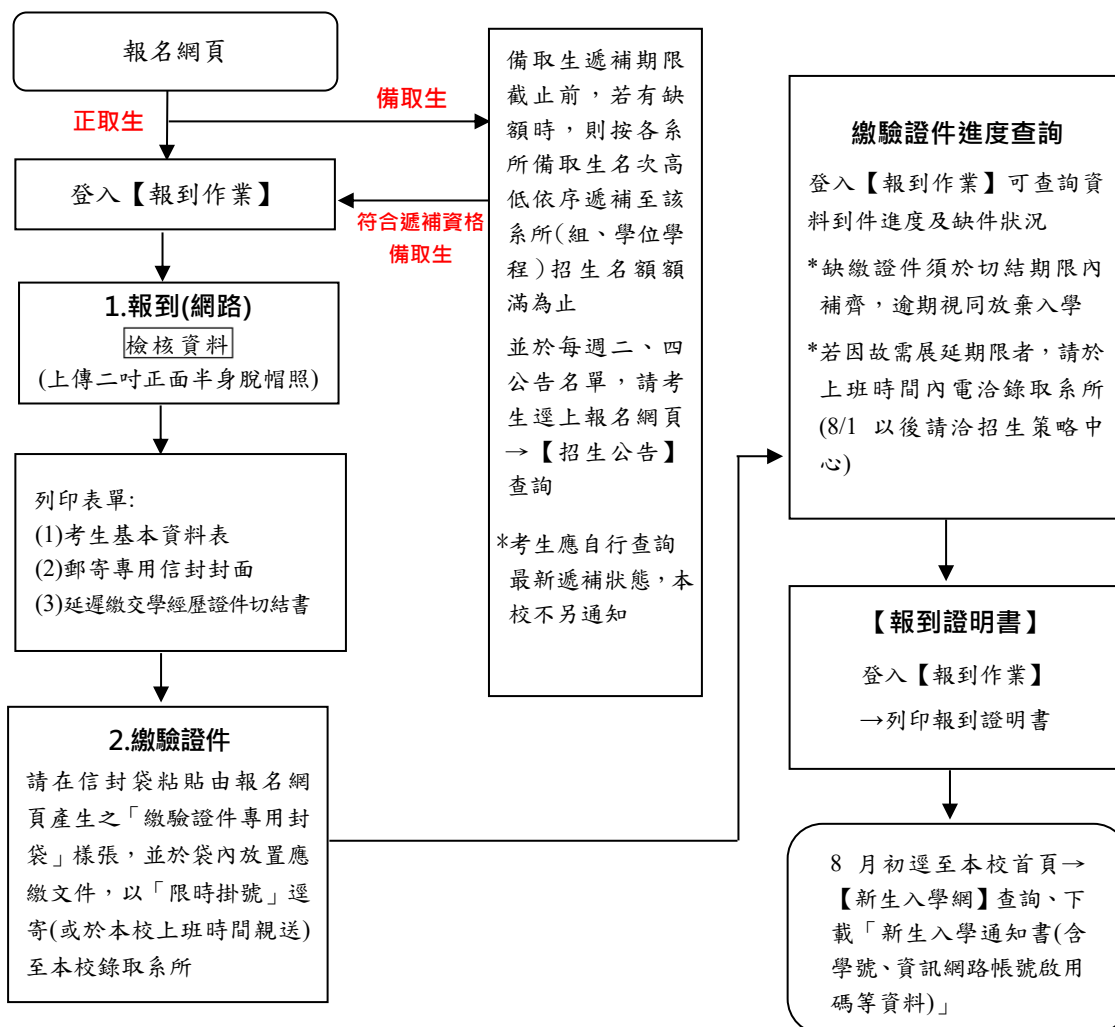 報名網頁
正取生
備取生
登入【報到作業】
符合遞補資格
備取生
1.報到(網路)
檢核資料
(上傳二吋正面半身脫帽照)
列印表單:
(1)考生基本資料表
(2)郵寄專用信封封面
(3)延遲繳交學經歷證件切結書
2.繳驗證件
請在信封袋粘貼由報名網
頁產生之「繳驗證件專用封
袋」樣張，並於袋內放置應
繳文件，以「限時掛號」逕
寄(或於本校上班時間親送)
至本校錄取系所
備取生遞補期限
截止前，若有缺
額時，則按各系
所備取生名次高
低依序遞補至該
系所(組、學位學
程)招生名額額
滿為止
並於每週二、四
公告名單，請考
生逕上報名網頁
→【招生公告】
查詢
*考生應自行查詢
最新遞補狀態，本
校不另通知
繳驗證件進度查詢
登入【報到作業】可查詢資
料到件進度及缺件狀況
*缺繳證件須於切結期限內
補齊，逾期視同放棄入學
*若因故需展延期限者，請於
上班時間內電洽錄取系所
(8/1 以後請洽招生策略中
心)
【報到證明書】
登入【報到作業】
→列印報到證明書
8 月初逕至本校首頁→
【新生入學網】查詢、下
載「新生入學通知書(含
學號、資訊網路帳號啟用
碼等資料)」